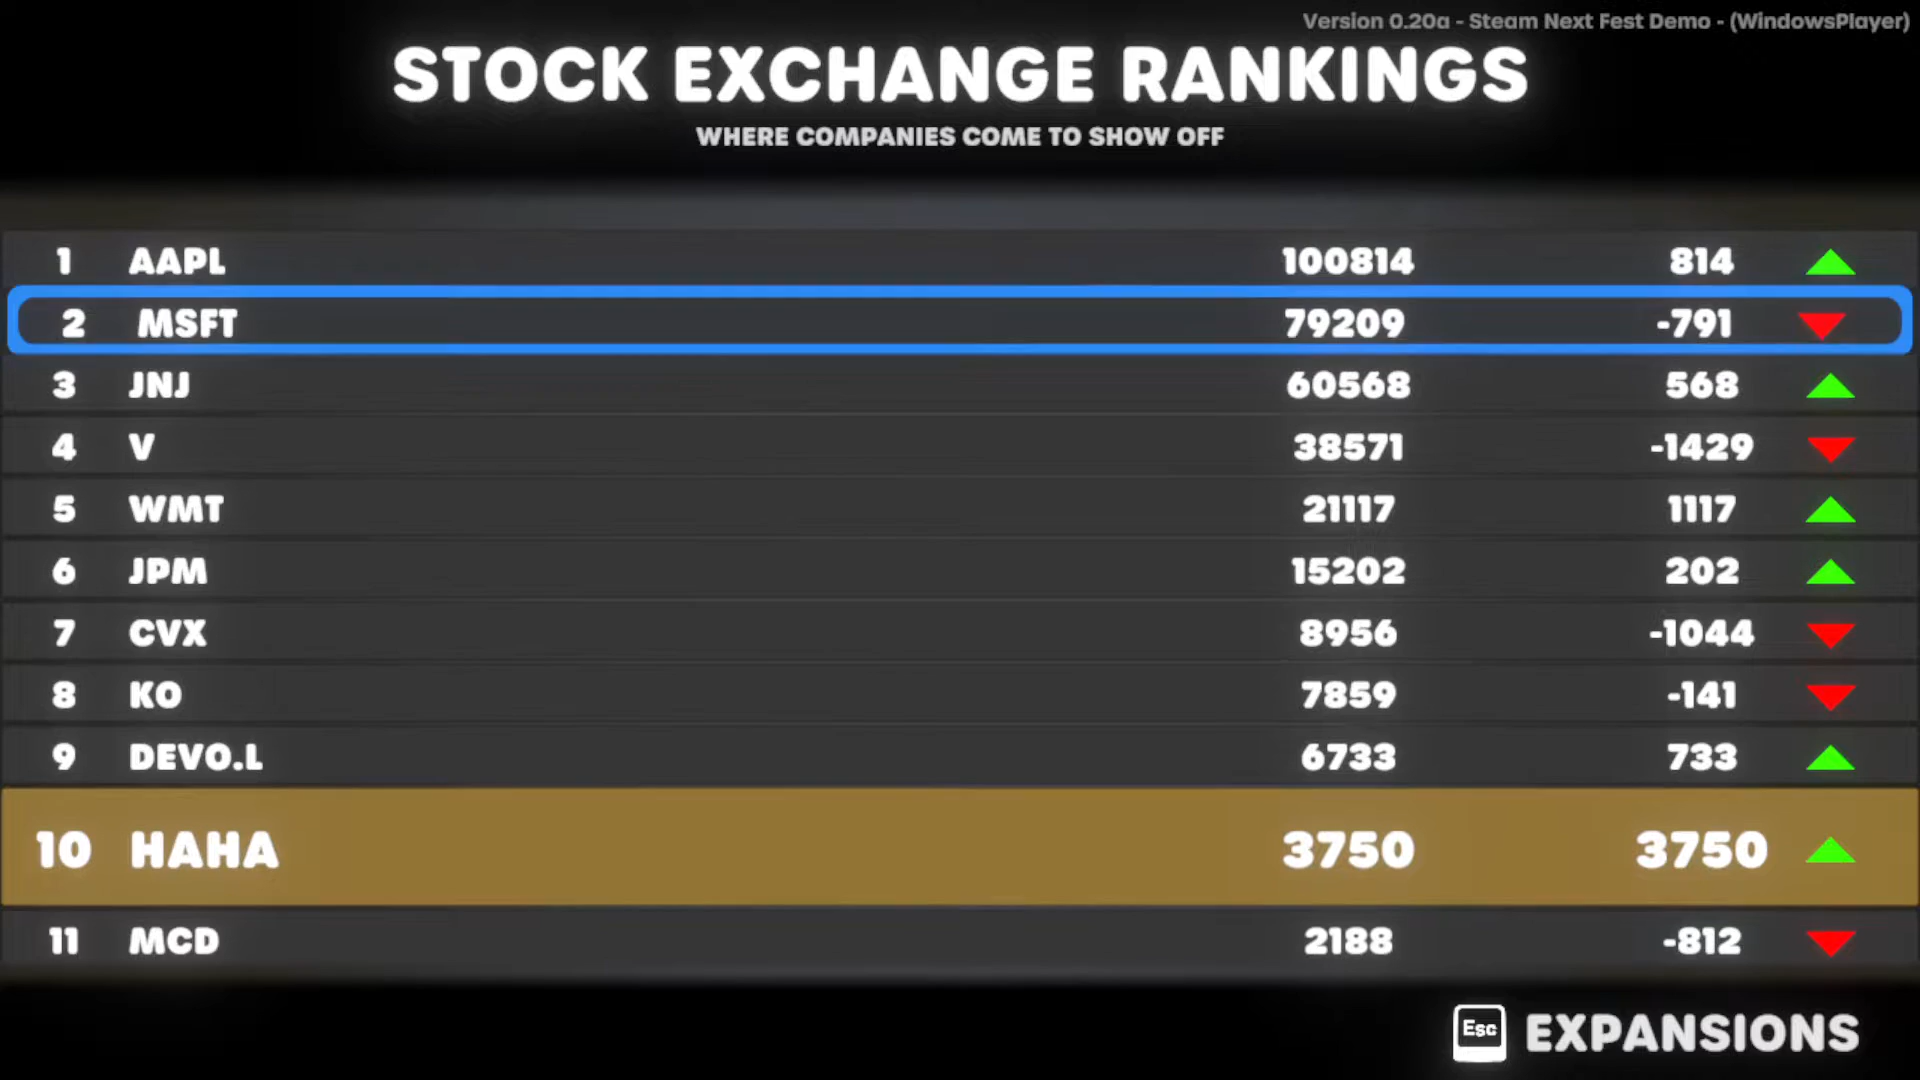 Version 0.20a - Steam Next Fest Demo - (WindowsPlayer)
STOCK EXCHANGE RANKINGS
WHERE COMPANIES COME TO SHOW OFF
1 AAPL 100814 814
2 MSFT 79209 -791
3 JNJ 60568 568
4 V 38571 -1429
5 WMT 21117 1117
6 JPM 15202 202
7 CVX 8956 -1044
8 KO 7859 -141
9 DEVO.L 6733 733
10 HAHA 3750 3750
11 MCD 2188 -812
Esc EXPANSIONS